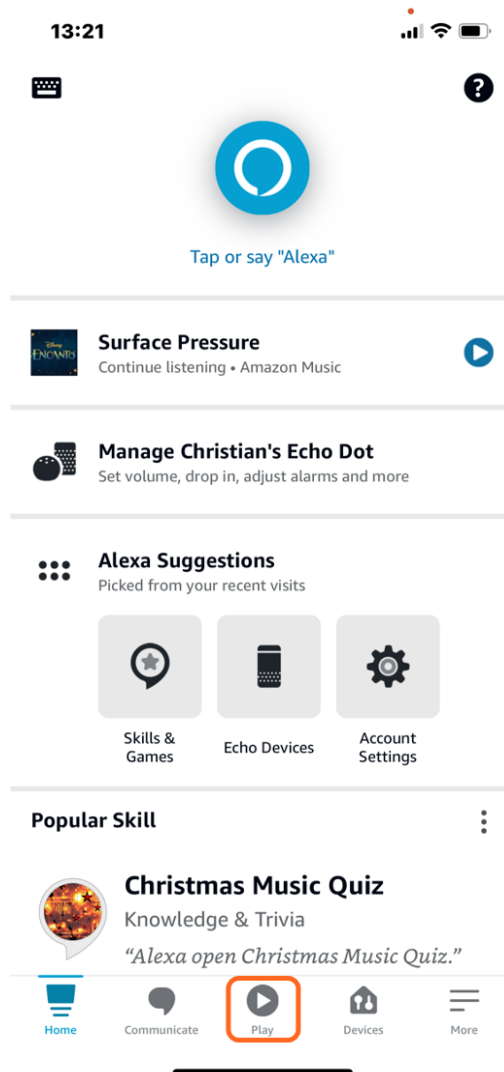 13:21
Tap or say "Alexa"
Disney
ENCANTO
Surface Pressure
Continue listening • Amazon Music
Manage Christian's Echo Dot
Set volume, drop in, adjust alarms and more
Alexa Suggestions
Picked from your recent visits
Skills &
Games
Echo Devices
Account
Settings
Popular Skill
Christmas Music Quiz
Knowledge & Trivia
“Alexa open Christmas Music Quiz.”
Home
Communicate
Play
Devices
More